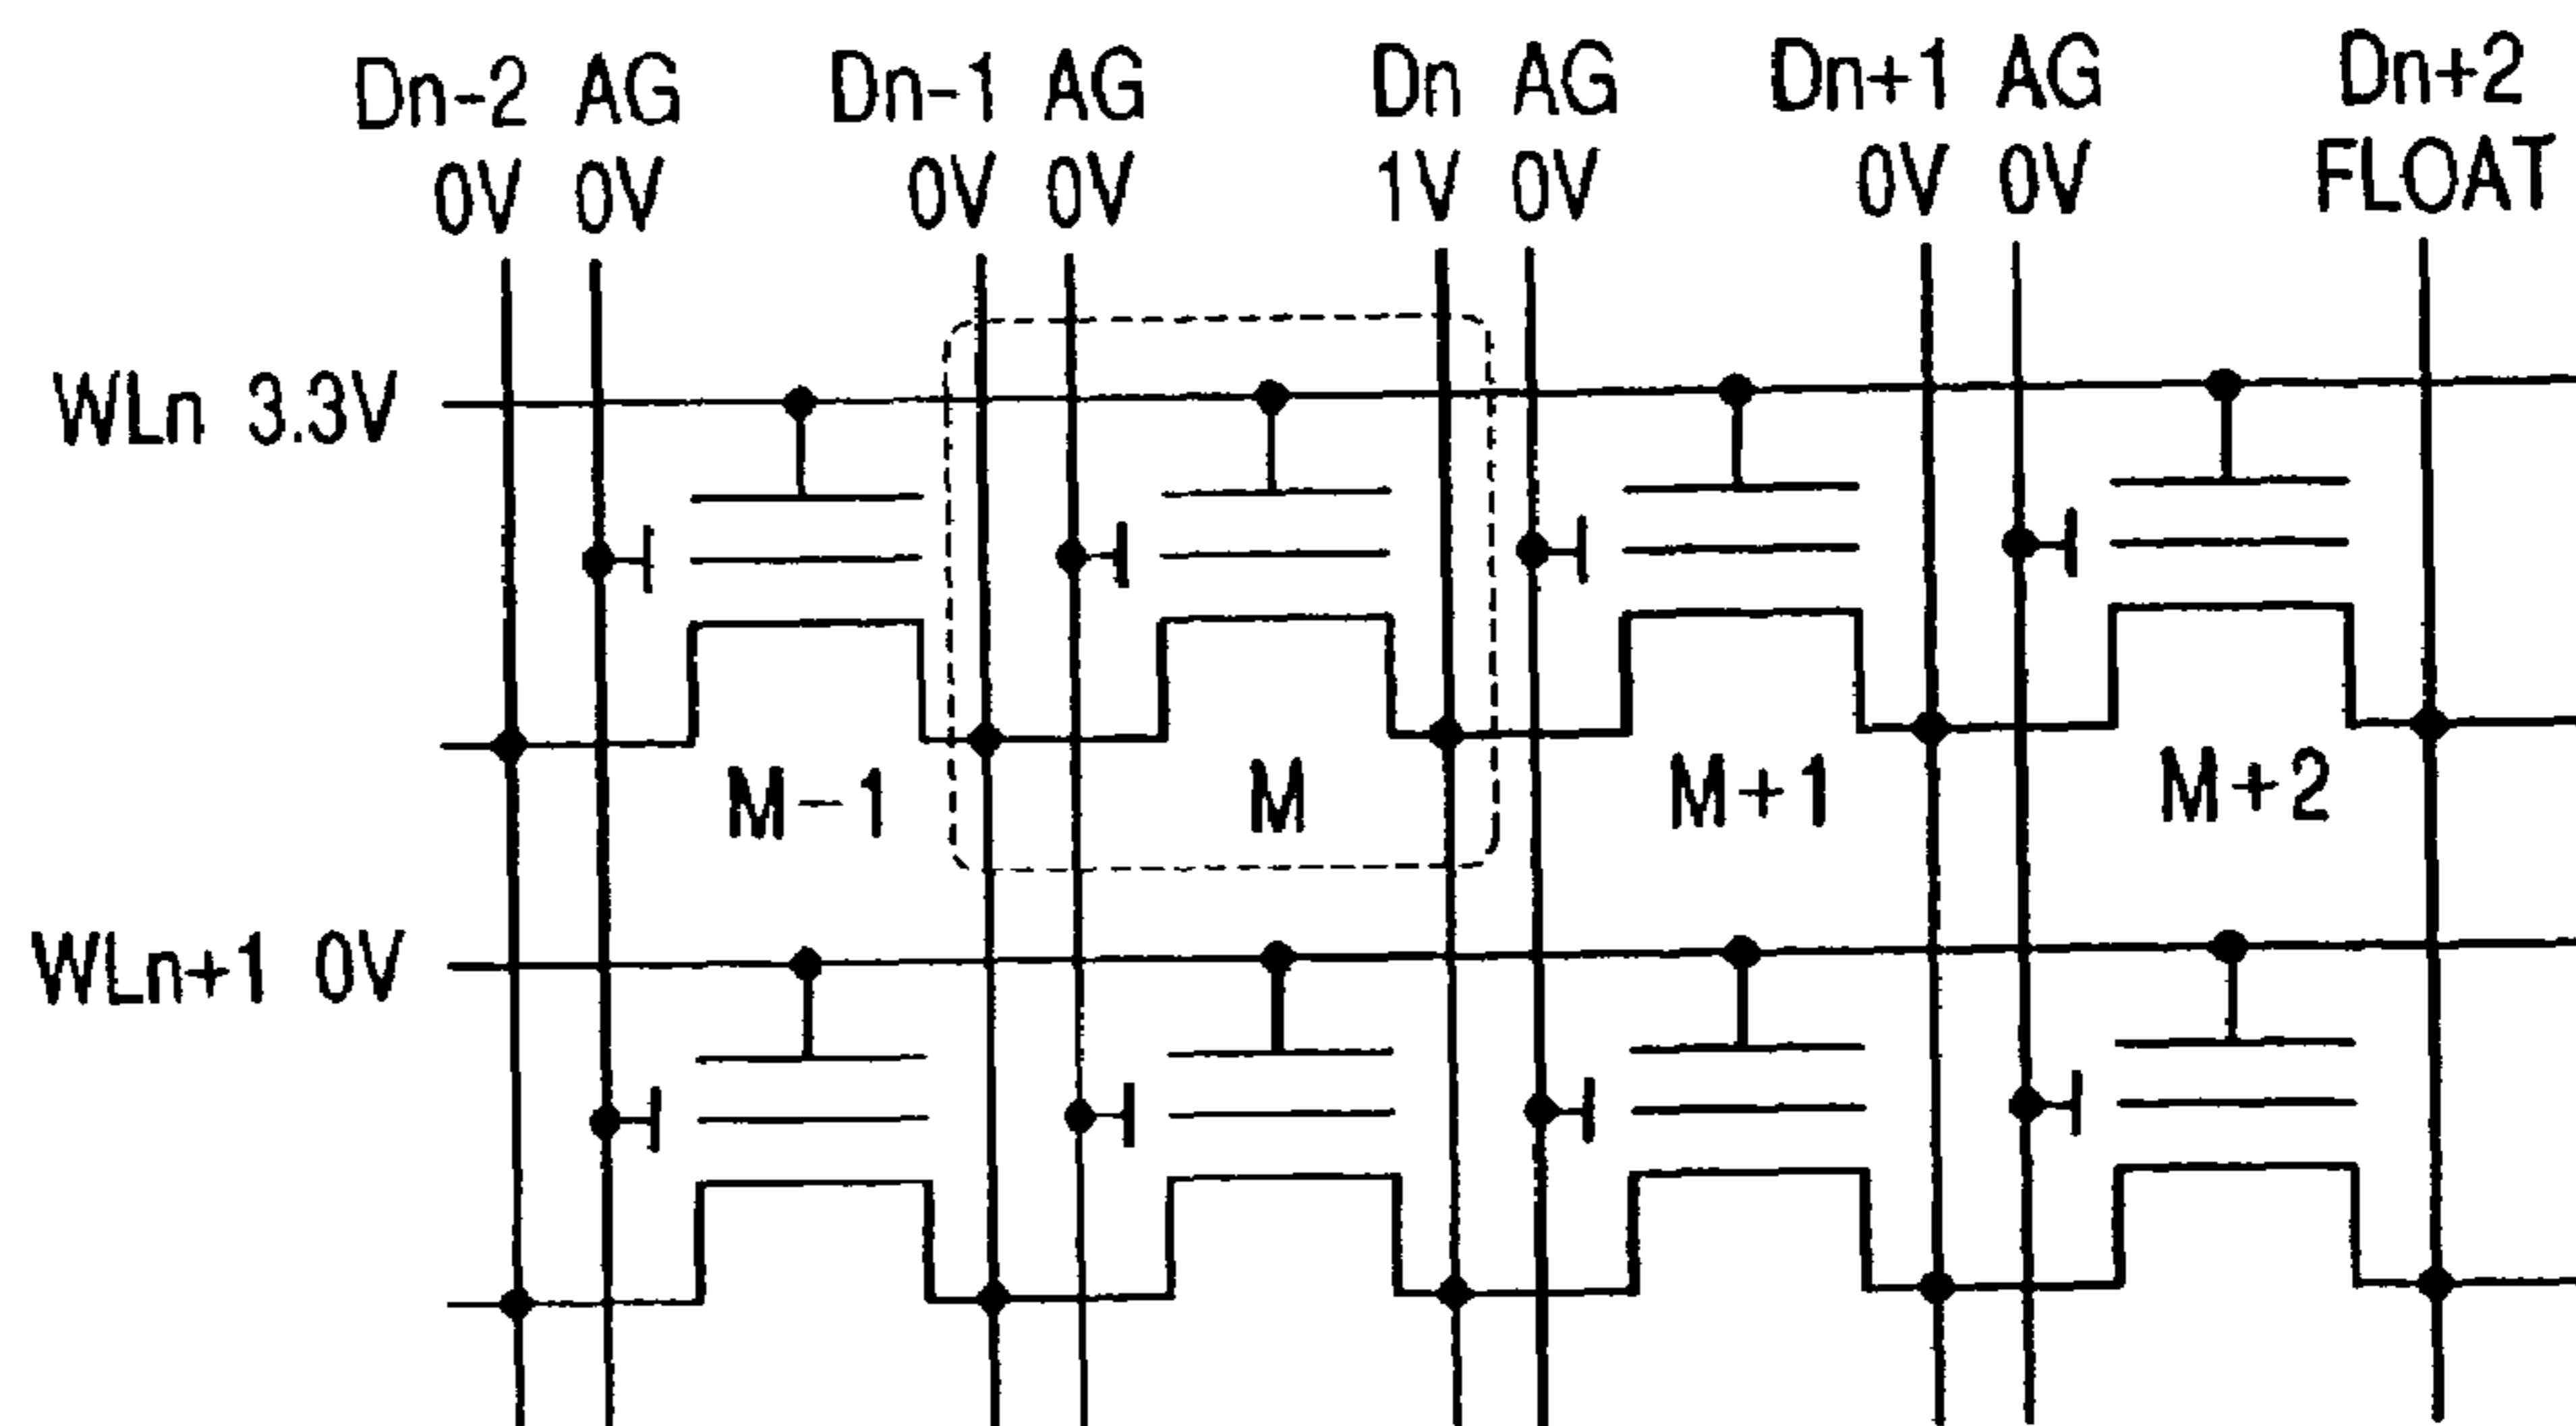 Dn-2 AG Dn-1 AG Dn AG Dn+1 AG Dn+2
0V 0V 0V 0V 1V 0V 0V 0V FLOAT
WLn 3.3V
M-1 M M+1 M+2
WLn+1 0V